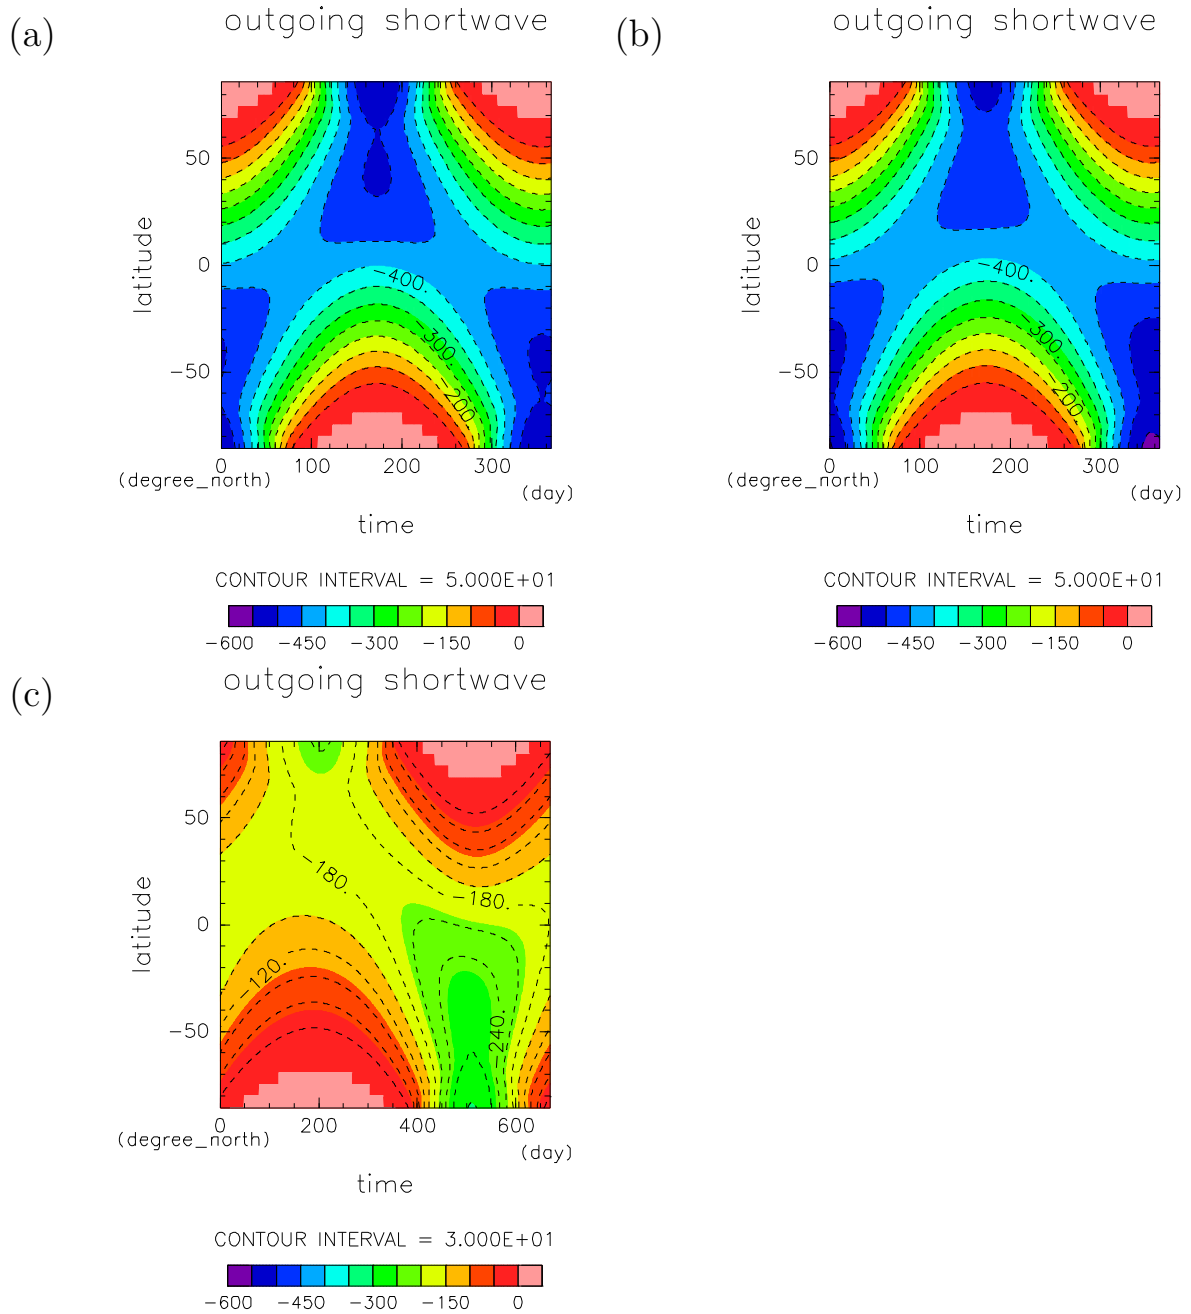 (a)
outgoing shortwave
latitude
50
0
−50
−400.
−300.
−200.
0 100 200 300
(degree_north)
(day)
time
CONTOUR INTERVAL = 5.000E+01
−600 −450 −300 −150 0
(b)
outgoing shortwave
latitude
50
0
−50
−400.
−300.
−200.
0 100 200 300
(degree_north)
(day)
time
CONTOUR INTERVAL = 5.000E+01
−600 −450 −300 −150 0
(c)
outgoing shortwave
latitude
50
0
−50
−180.
−180.
−120.
−240.
0 200 400 600
(degree_north)
(day)
time
CONTOUR INTERVAL = 3.000E+01
−600 −450 −300 −150 0